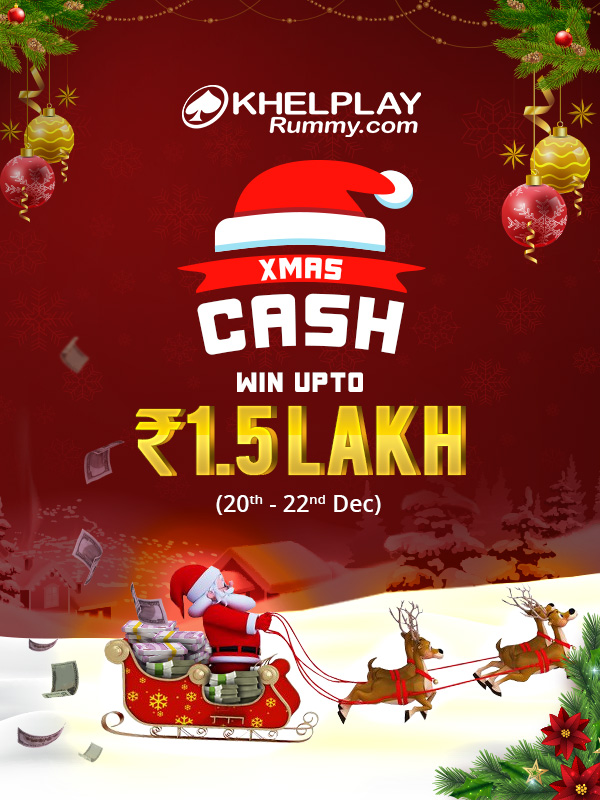 KHELPLAY
Rummy.com
XMAS
CASH
WIN UPTO
₹1.5 LAKH
(20th - 22nd Dec)